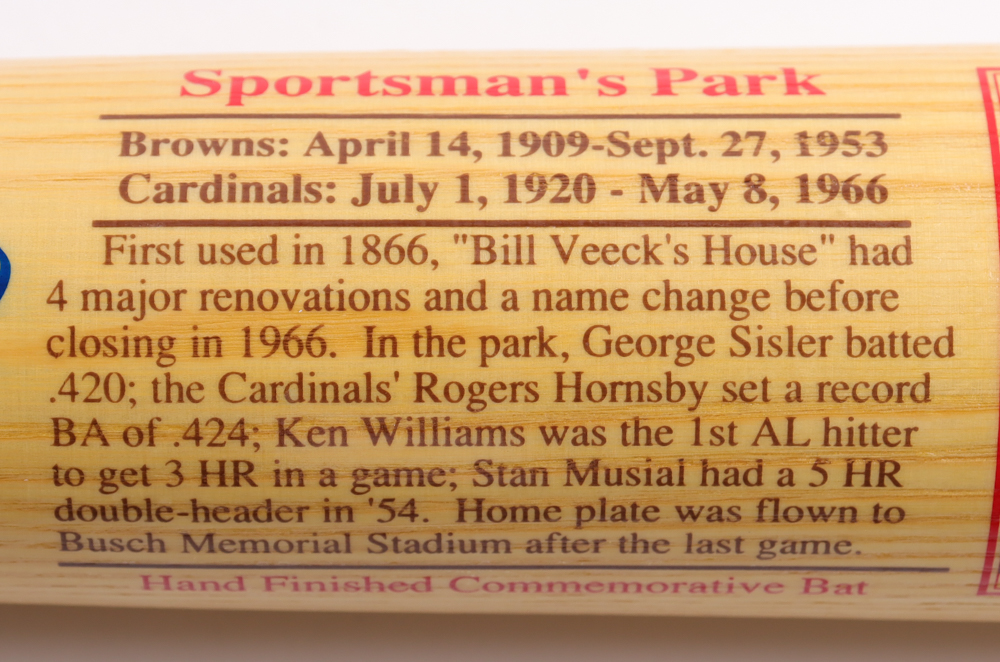 Sportsman's Park
Browns: April 14, 1909-Sept. 27, 1953
Cardinals: July 1, 1920 - May 8, 1966
First used in 1866, "Bill Veeck's House" had
4 major renovations and a name change before
closing in 1966. In the park, George Sisler batted
.420; the Cardinals' Rogers Hornsby set a record
BA of .424; Ken Williams was the 1st AL hitter
to get 3 HR in a game; Stan Musial had a 5 HR
double-header in '54. Home plate was flown to
Busch Memorial Stadium after the last game.
Hand Finished Commemorative Bat